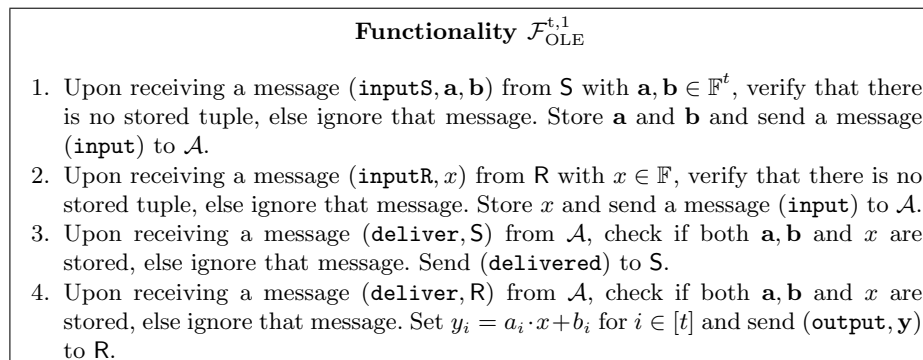 Functionality $\mathcal{F}_{\mathrm{OLE}}^{\mathrm{t},1}$
1. Upon receiving a message (inputS, a, b) from S with a, b ∈ 𝔽^t, verify that there
is no stored tuple, else ignore that message. Store a and b and send a message
(input) to 𝒜.
2. Upon receiving a message (inputR, x) from R with x ∈ 𝔽, verify that there is no
stored tuple, else ignore that message. Store x and send a message (input) to 𝒜.
3. Upon receiving a message (deliver, S) from 𝒜, check if both a, b and x are
stored, else ignore that message. Send (delivered) to S.
4. Upon receiving a message (deliver, R) from 𝒜, check if both a, b and x are
stored, else ignore that message. Set y_i = a_i·x+b_i for i ∈ [t] and send (output, y)
to R.